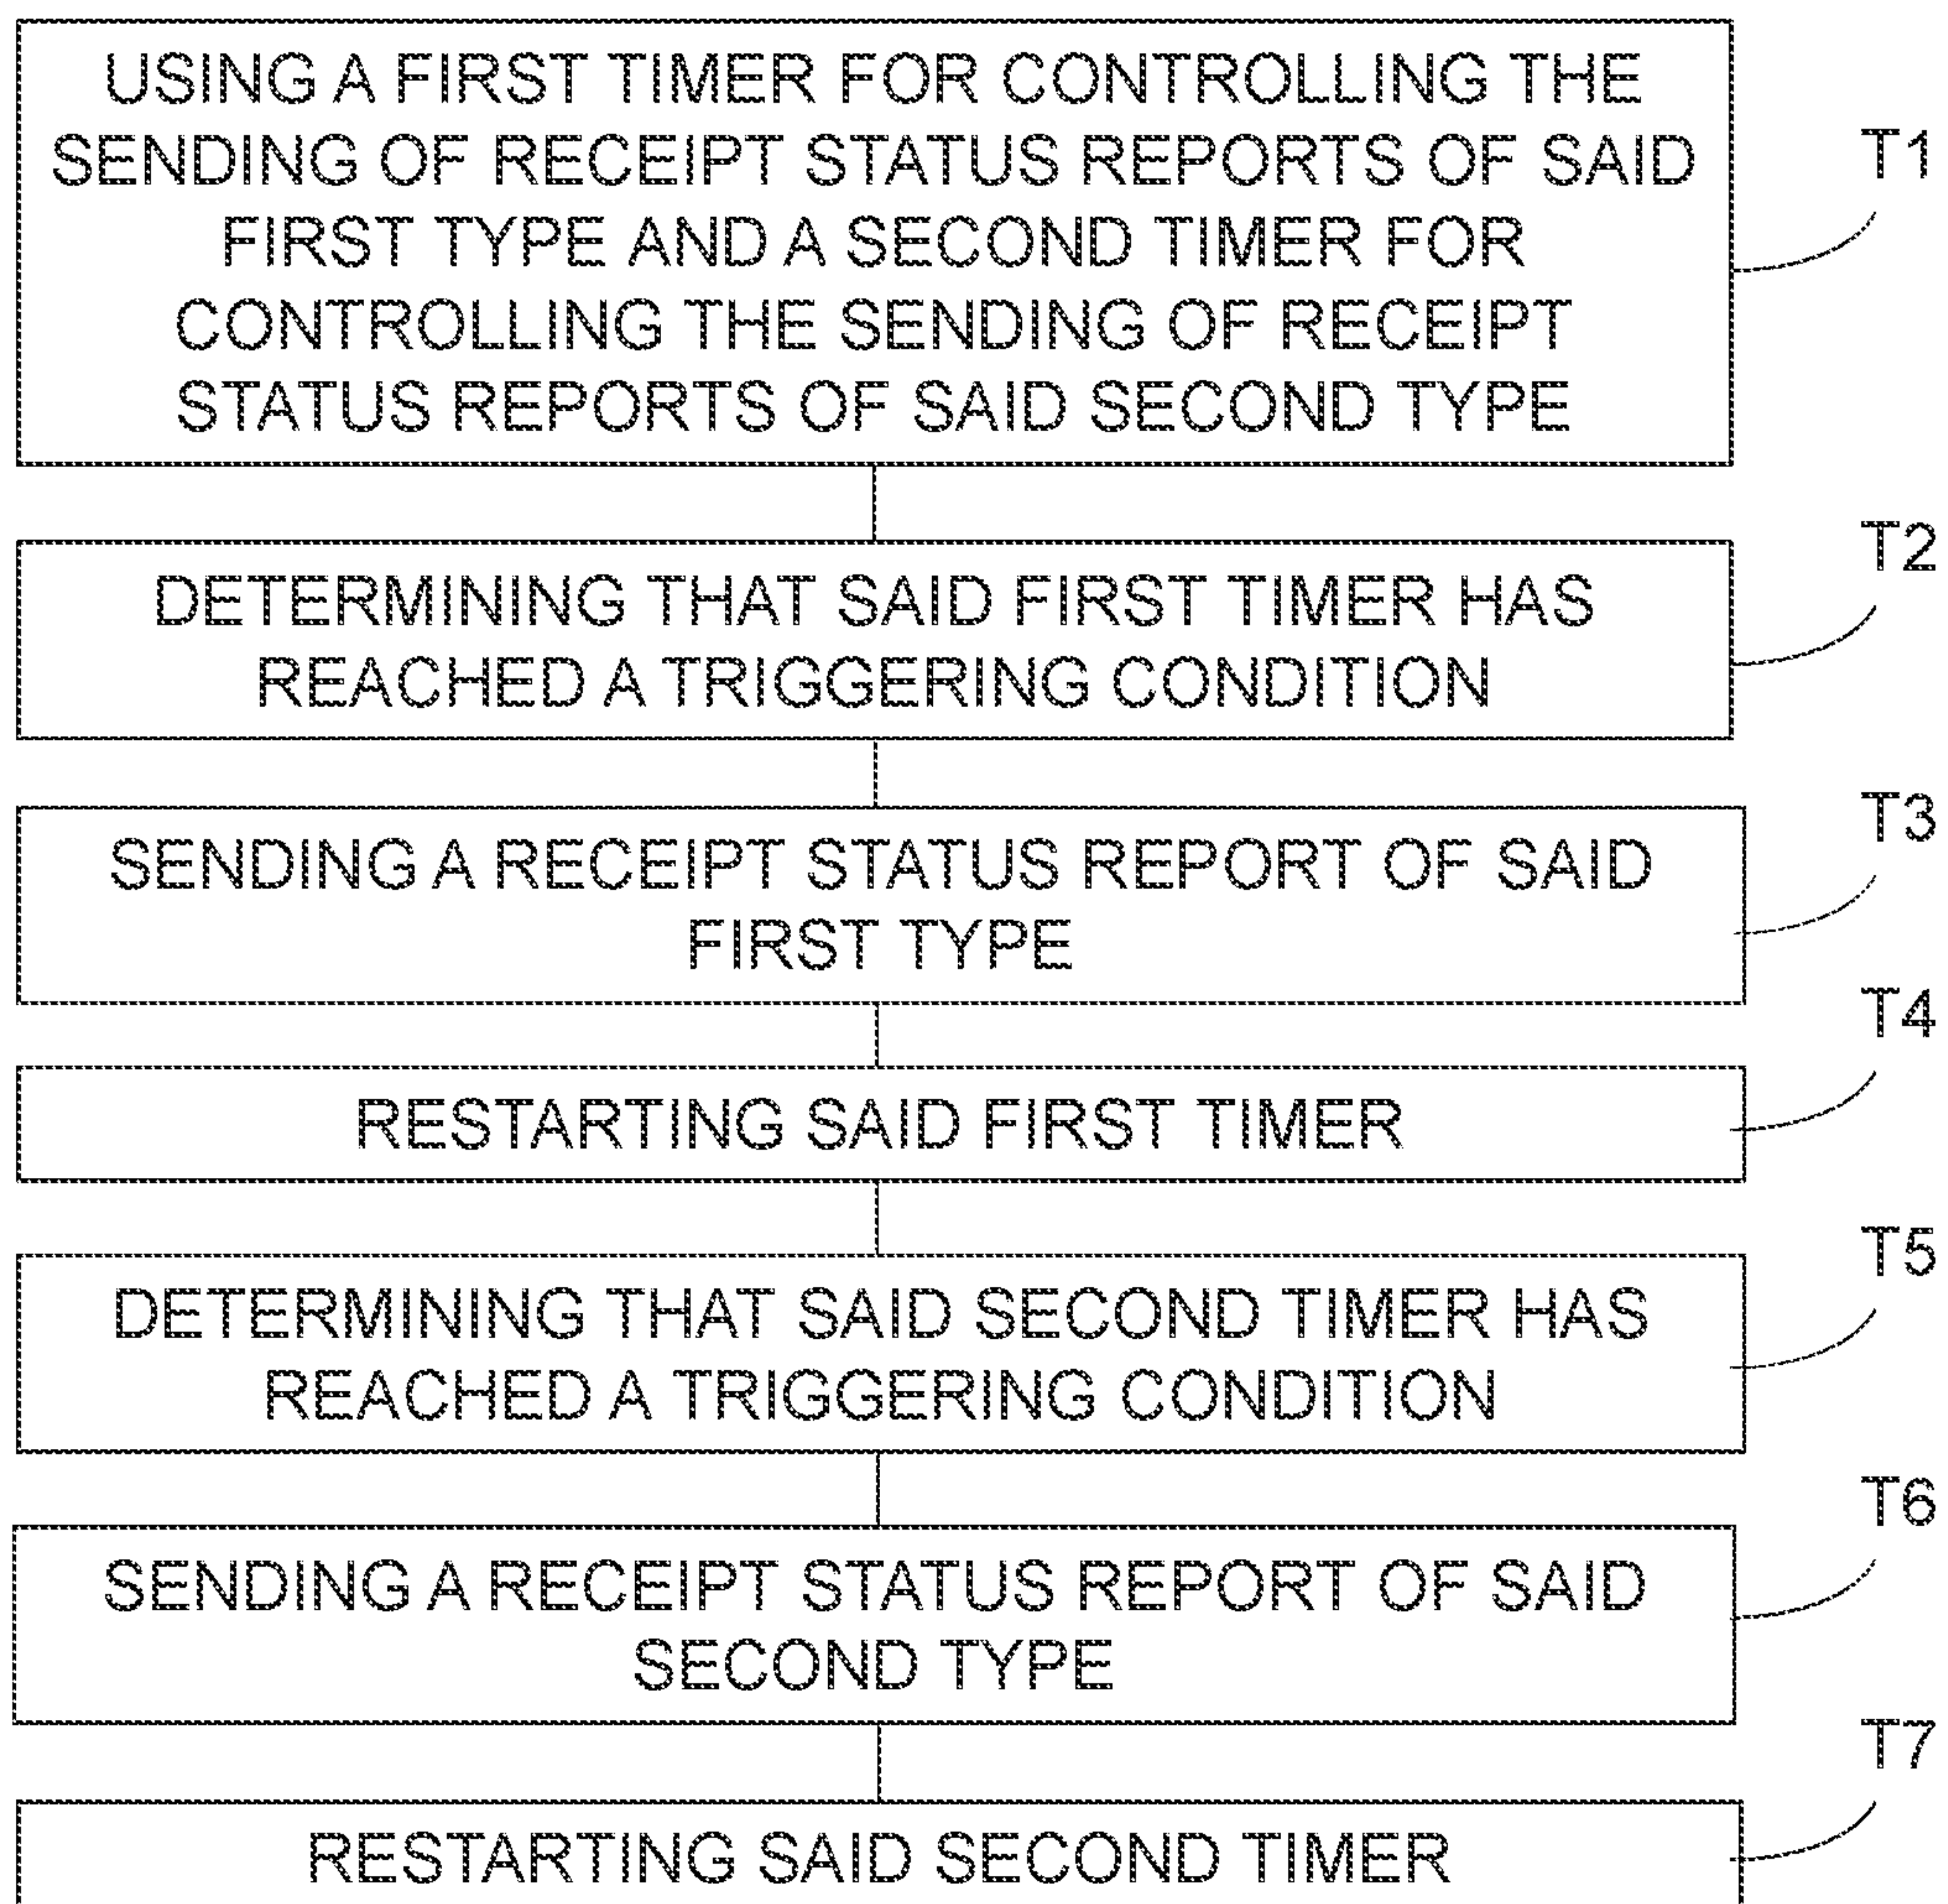 USING A FIRST TIMER FOR CONTROLLING THE
SENDING OF RECEIPT STATUS REPORTS OF SAID
FIRST TYPE AND A SECOND TIMER FOR
CONTROLLING THE SENDING OF RECEIPT
STATUS REPORTS OF SAID SECOND TYPE
T1
DETERMINING THAT SAID FIRST TIMER HAS
REACHED A TRIGGERING CONDITION
T2
SENDING A RECEIPT STATUS REPORT OF SAID
FIRST TYPE
T3
RESTARTING SAID FIRST TIMER
T4
DETERMINING THAT SAID SECOND TIMER HAS
REACHED A TRIGGERING CONDITION
T5
SENDING A RECEIPT STATUS REPORT OF SAID
SECOND TYPE
T6
RESTARTING SAID SECOND TIMER
T7